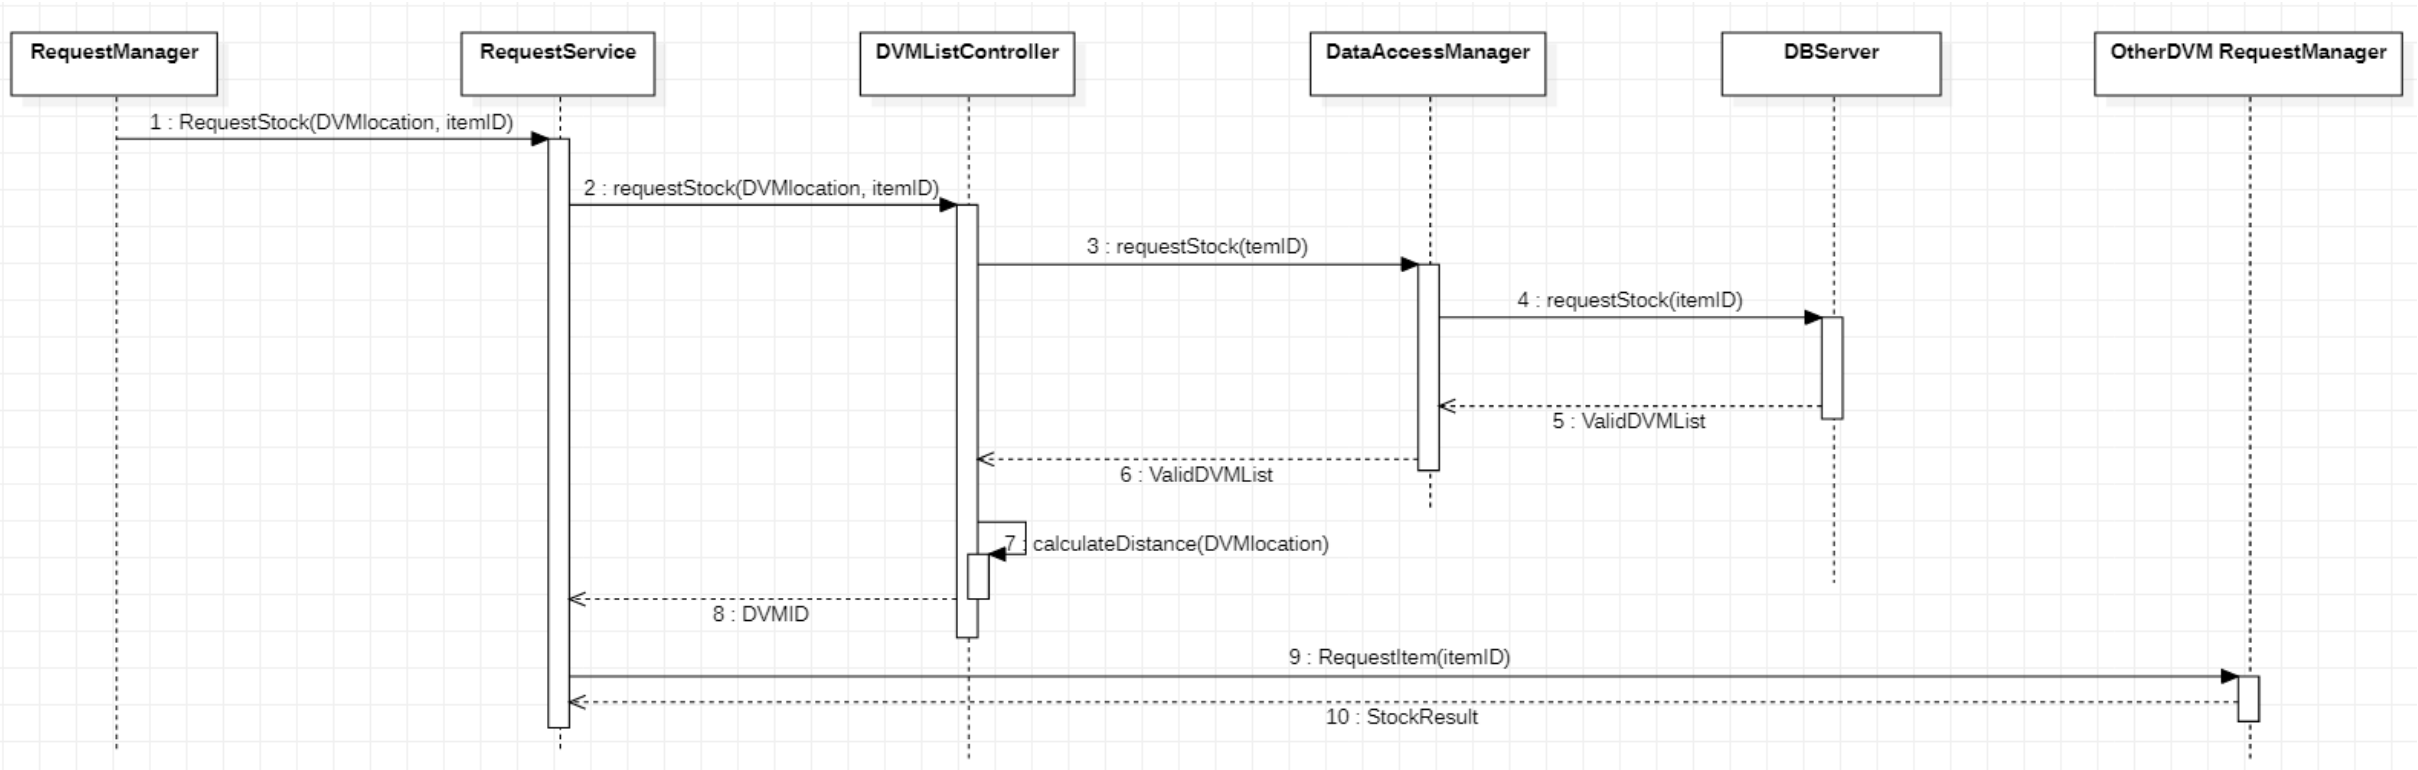 RequestManager
RequestService
DVMListController
DataAccessManager
DBServer
OtherDVM RequestManager
1 : RequestStock(DVMlocation, itemID)
2 : requestStock(DVMlocation, itemID)
3 : requestStock(temID)
4 : requestStock(itemID)
5 : ValidDVMList
6 : ValidDVMList
7 : calculateDistance(DVMlocation)
8 : DVMID
9 : RequestItem(itemID)
10 : StockResult